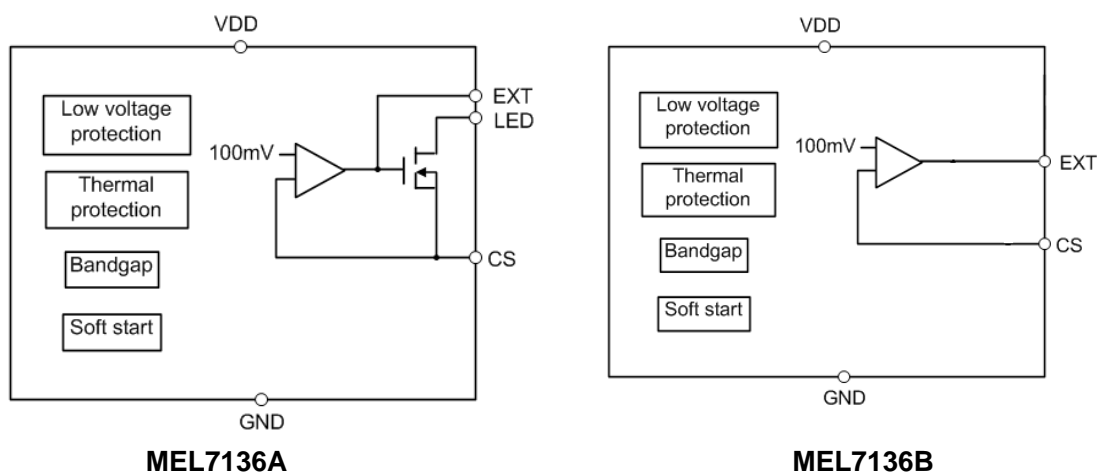 VDD
Low voltage
protection
Thermal
protection
Bandgap
Soft start
100mV
EXT
LED
CS
GND
MEL7136A
VDD
Low voltage
protection
Thermal
protection
Bandgap
Soft start
100mV
EXT
CS
GND
MEL7136B